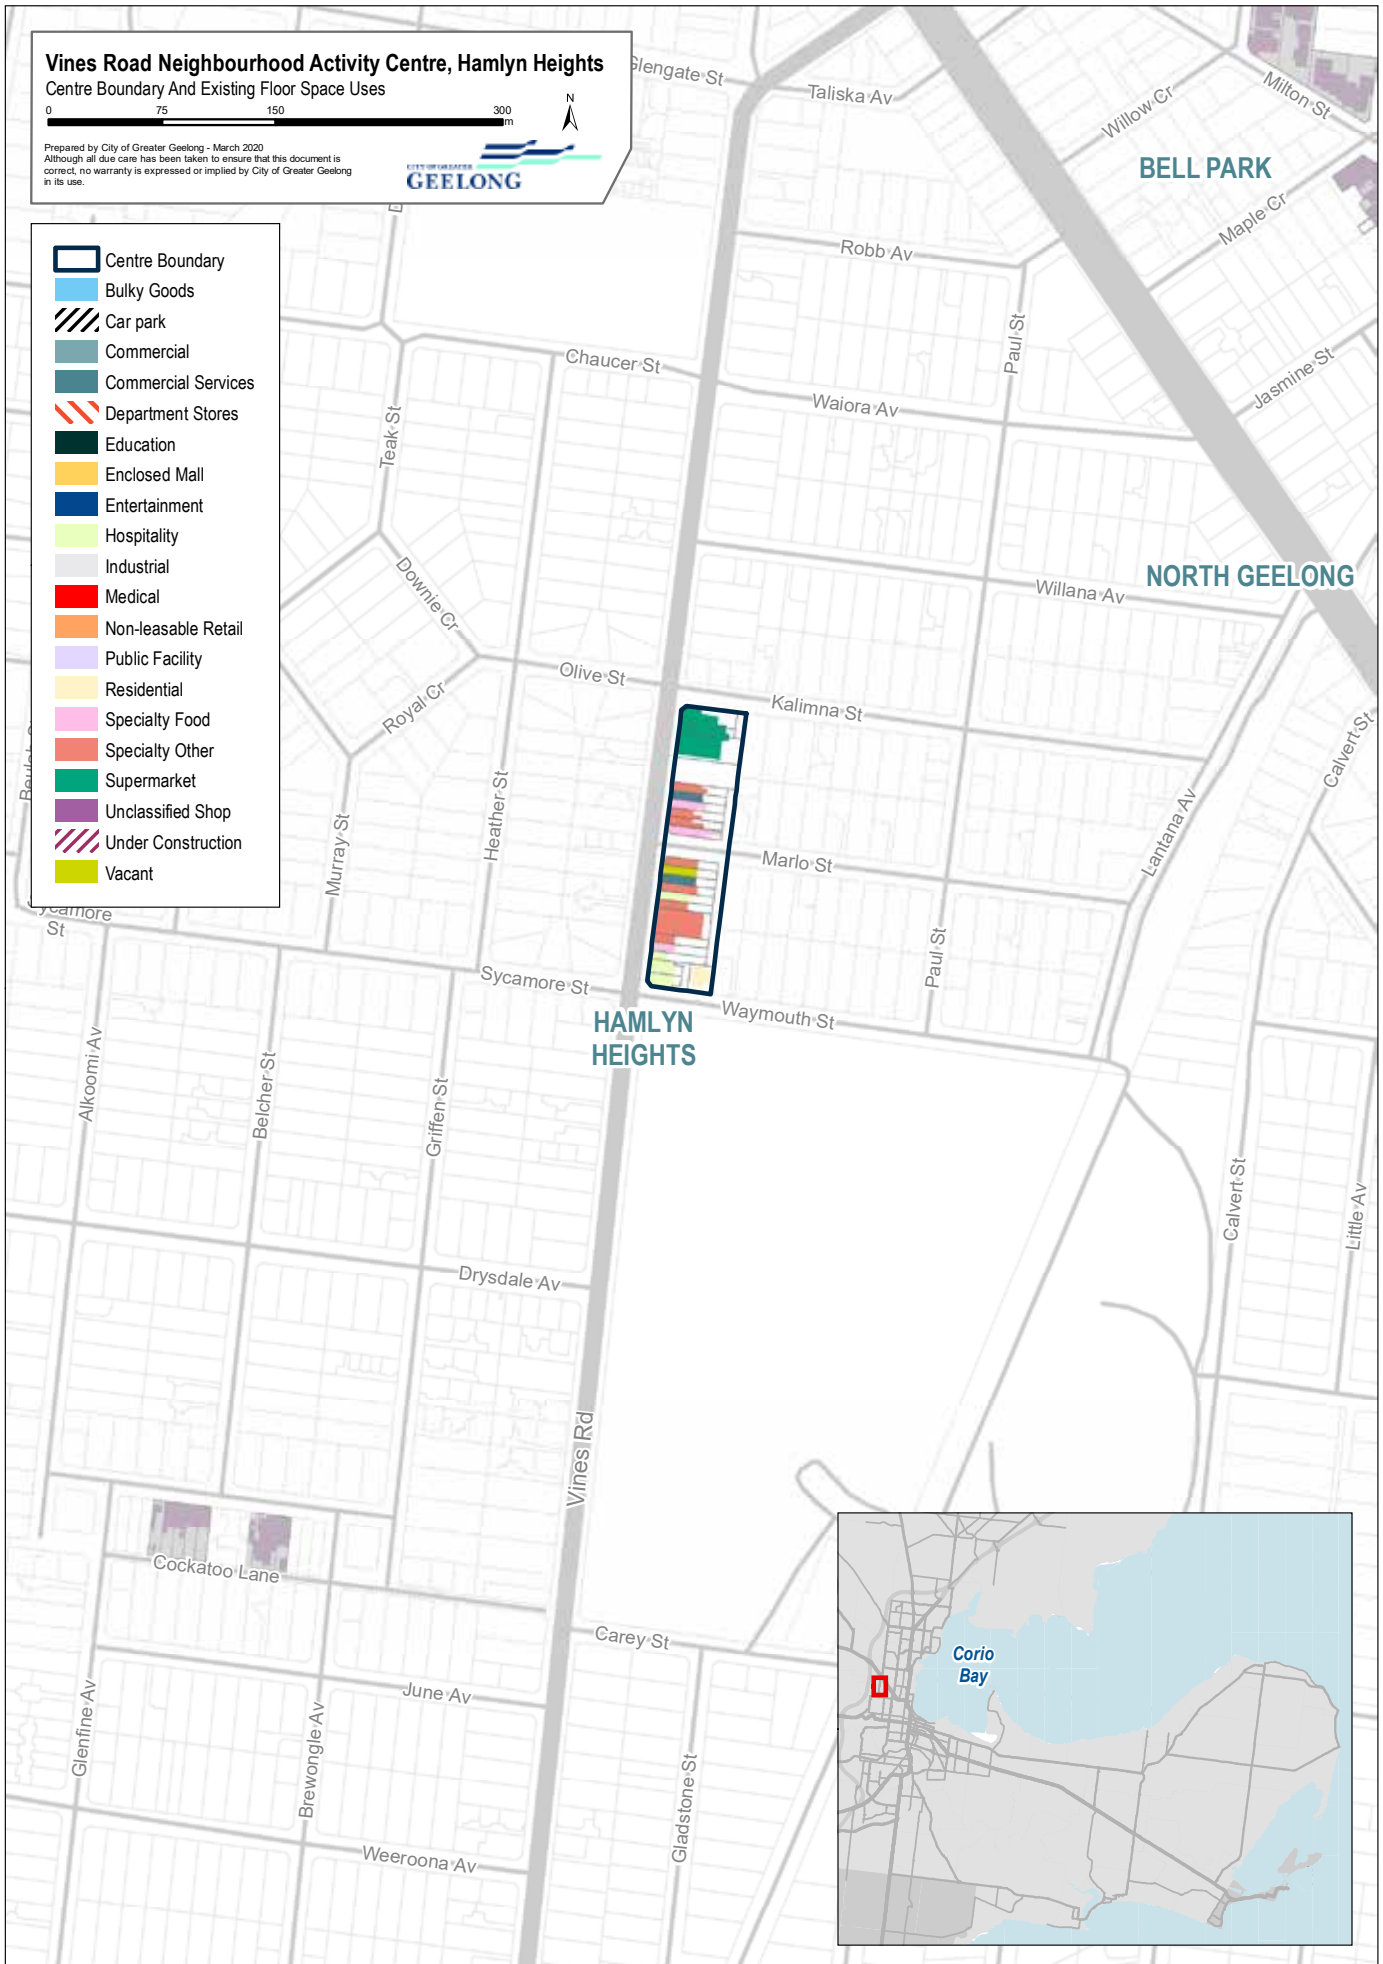 Vines Road Neighbourhood Activity Centre, Hamlyn Heights
Centre Boundary And Existing Floor Space Uses
0 75 150 300
m
N
Prepared by City of Greater Geelong - March 2020
Although all due care has been taken to ensure that this document is
correct, no warranty is expressed or implied by City of Greater Geelong
in its use.
CITY OF GREATER
GEELONG
Centre Boundary
Bulky Goods
Car park
Commercial
Commercial Services
Department Stores
Education
Enclosed Mall
Entertainment
Hospitality
Industrial
Medical
Non-leasable Retail
Public Facility
Residential
Specialty Food
Specialty Other
Supermarket
Unclassified Shop
Under Construction
Vacant
Glengate St
Taliska Av
Willow Cr
Milton St
BELL PARK
Maple Cr
Robb Av
Paul St
Chaucer St
Jasmine St
Waiora Av
Teak St
Downie Cr
NORTH GEELONG
Willana Av
Olive St
Kalimna St
Royal Cr
Calvert St
Heather St
Murray St
Marlo St
Lantana Av
Sycamore
St
Paul St
Sycamore St
Waymouth St
HAMLYN
HEIGHTS
Alkoomi Av
Belcher St
Griffen St
Calvert St
Little Av
Drysdale Av
Vines Rd
Cockatoo Lane
Carey St
Glenfine Av
June Av
Brewongle Av
Gladstone St
Weeroona Av
Corio
Bay